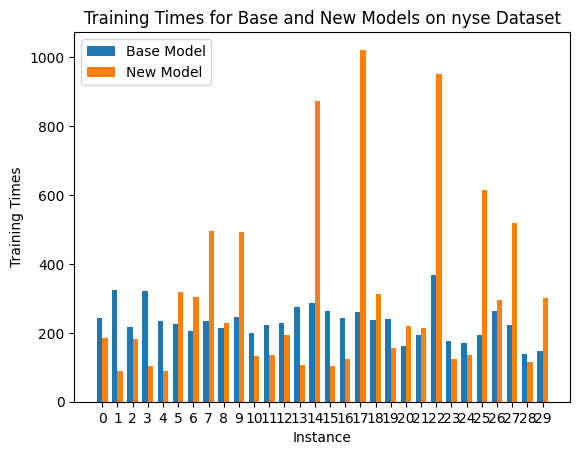 Training Times for Base and New Models on nyse Dataset
Base Model
New Model
1000
800
600
400
200
0
Training Times
0 1 2 3 4 5 6 7 8 9 10 11 12 13 14 15 16 17 18 19 20 21 22 23 24 25 26 27 28 29
Instance